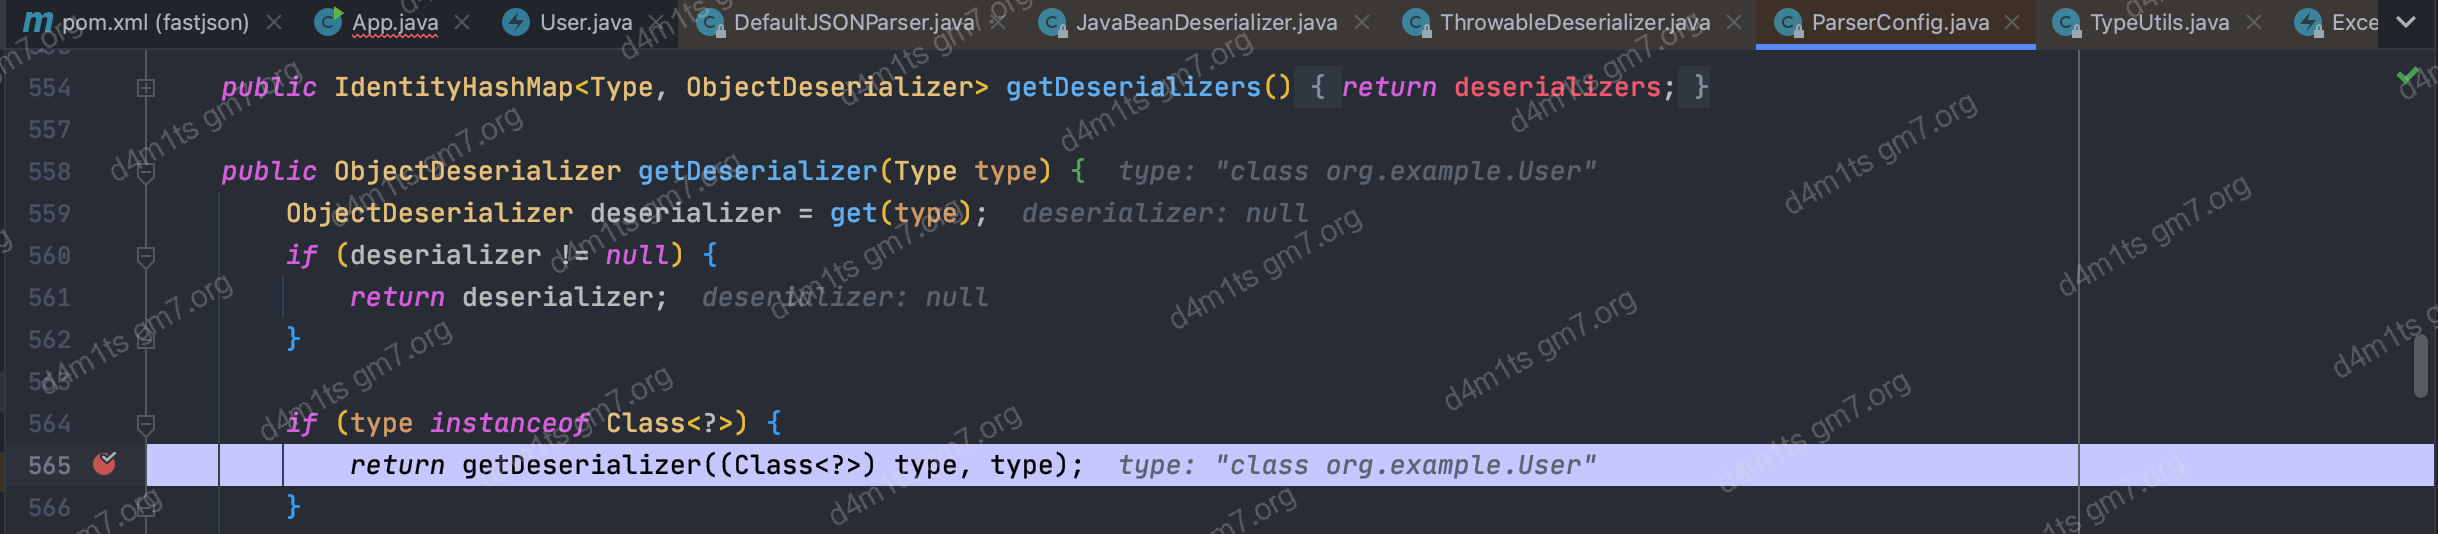 pom.xml (fastjson) App.java User.java DefaultJSONParser.java JavaBeanDeserializer.java ThrowableDeserializer.java ParserConfig.java TypeUtils.java Exce
554 public IdentityHashMap<Type, ObjectDeserializer> getDeserializers() { return deserializers; }
557
558 public ObjectDeserializer getDeserializer(Type type) { type: "class org.example.User"
559 ObjectDeserializer deserializer = get(type); deserializer: null
560 if (deserializer != null) {
561 return deserializer; deserializer: null
562 }
563
564 if (type instanceof Class<?>) {
565 return getDeserializer((Class<?>) type, type); type: "class org.example.User"
566 }
d4m1ts gm7.org